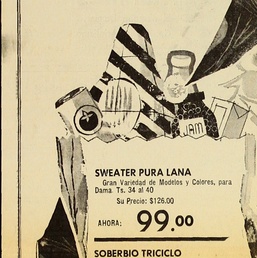 JAM
SWEATER PURA LANA
Gran Variedad de Modelos y Colores, para
Dama Ts. 34 al 40
Su Precio: $126.00
AHORA: 99.00
SOBERBIO TRICICLO